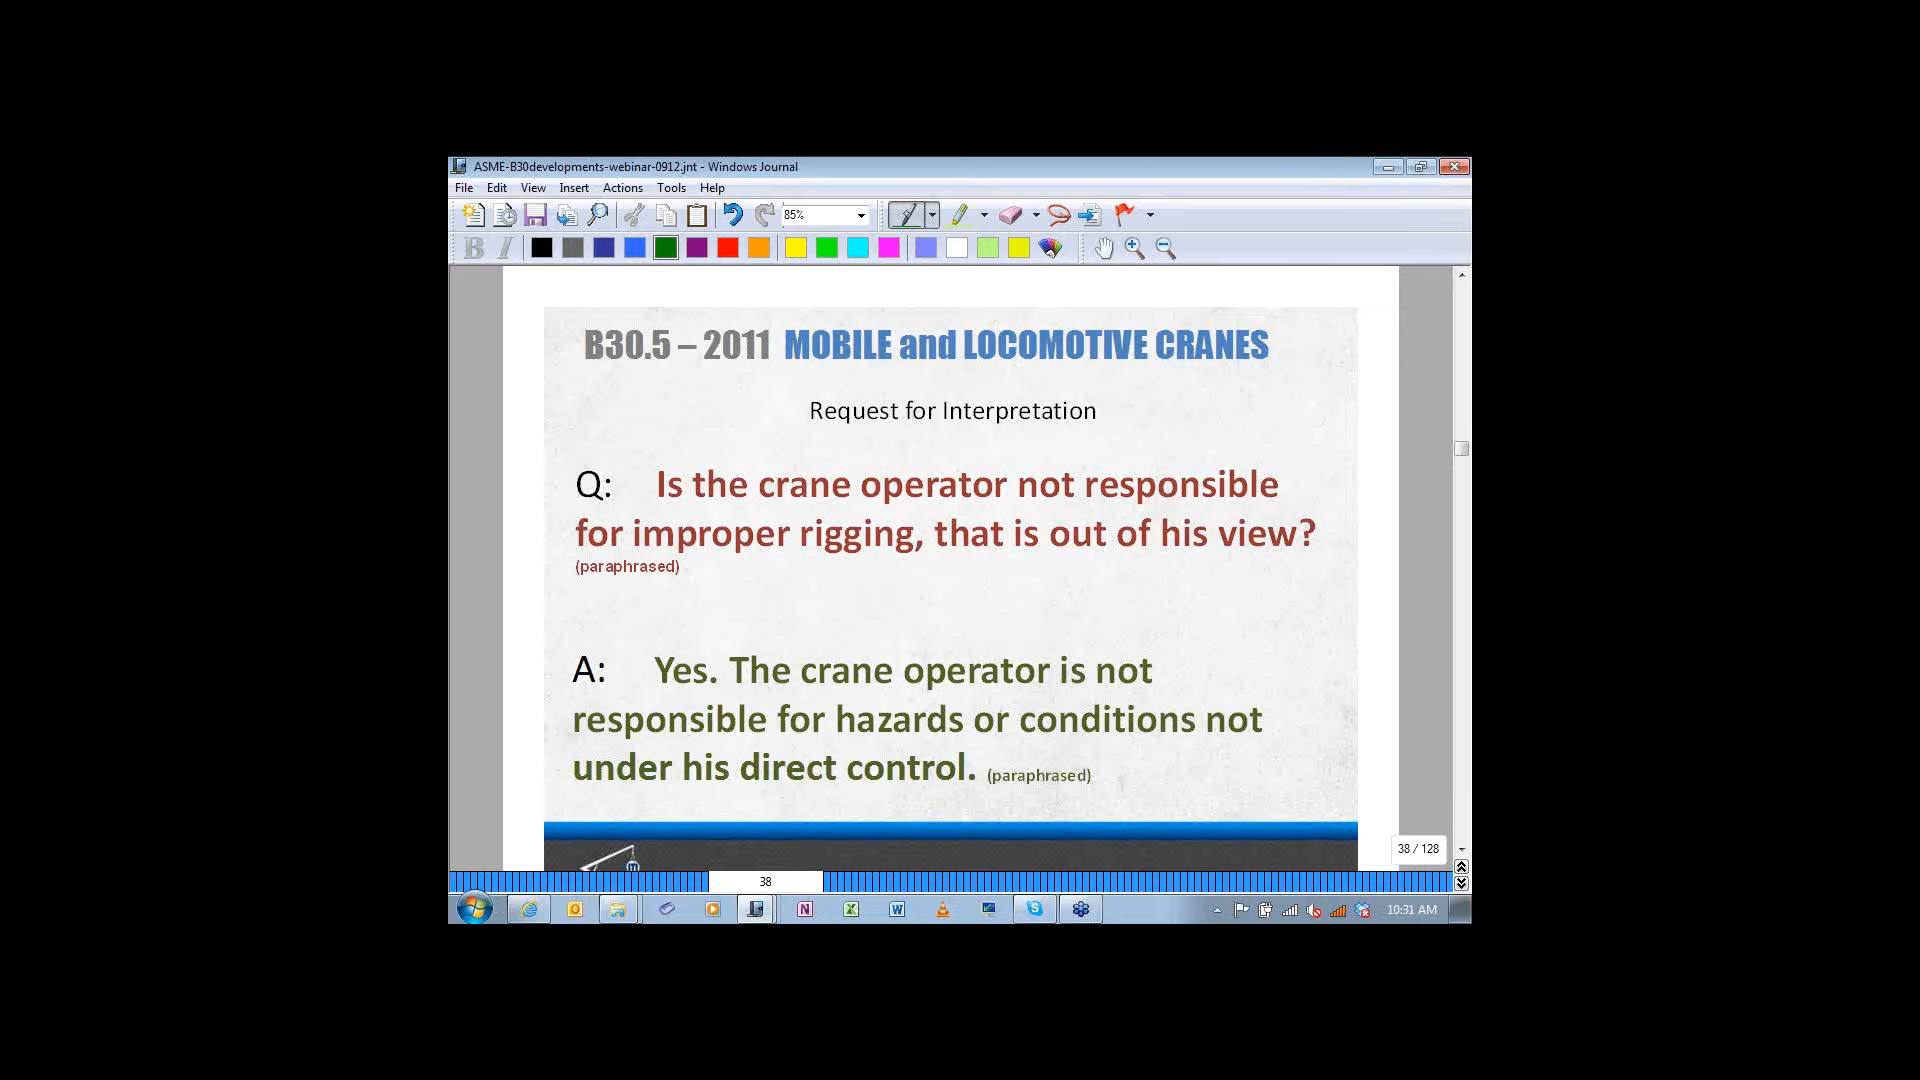 ASME-B30developments-webinar-0912.jnt - Windows Journal
File Edit View Insert Actions Tools Help
85%
B I
B30.5 – 2011 MOBILE and LOCOMOTIVE CRANES
Request for Interpretation
Q: Is the crane operator not responsible
for improper rigging, that is out of his view?
(paraphrased)
A: Yes. The crane operator is not
responsible for hazards or conditions not
under his direct control. (paraphrased)
38 / 128
38
10:31 AM